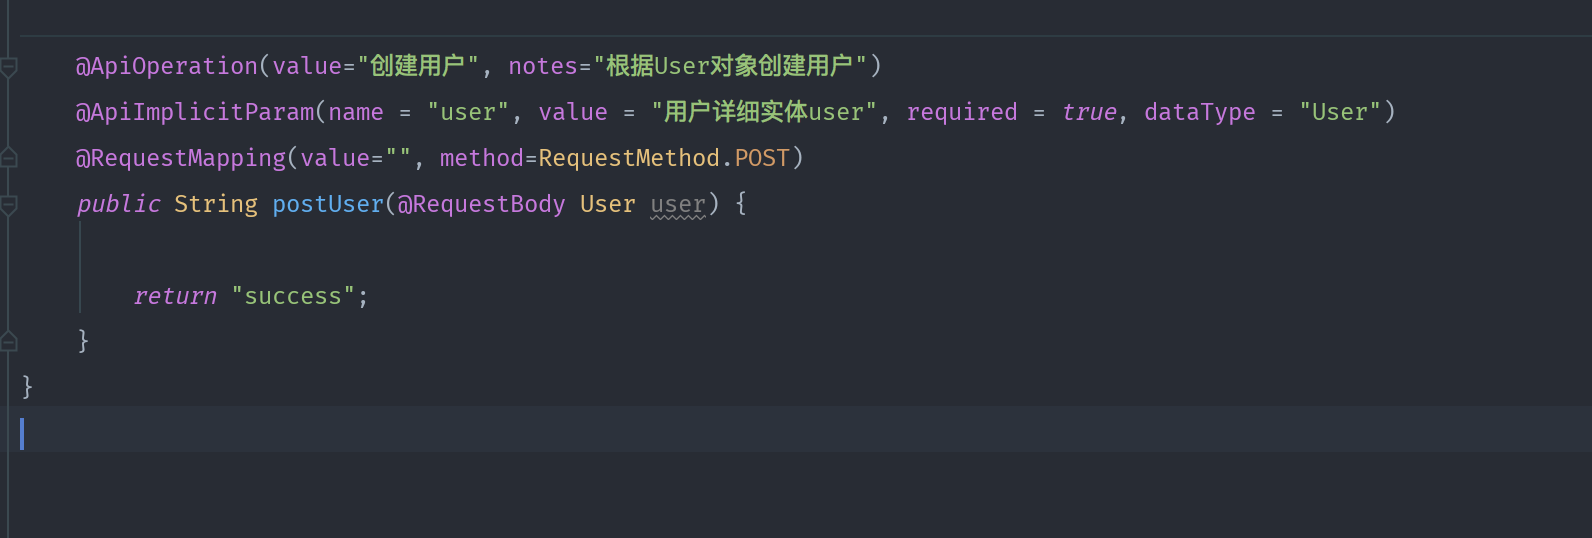 @ApiOperation(value="创建用户", notes="根据User对象创建用户")
@ApiImplicitParam(name = "user", value = "用户详细实体user", required = true, dataType = "User")
@RequestMapping(value="", method=RequestMethod.POST)
public String postUser(@RequestBody User user) {
return "success";
}
}